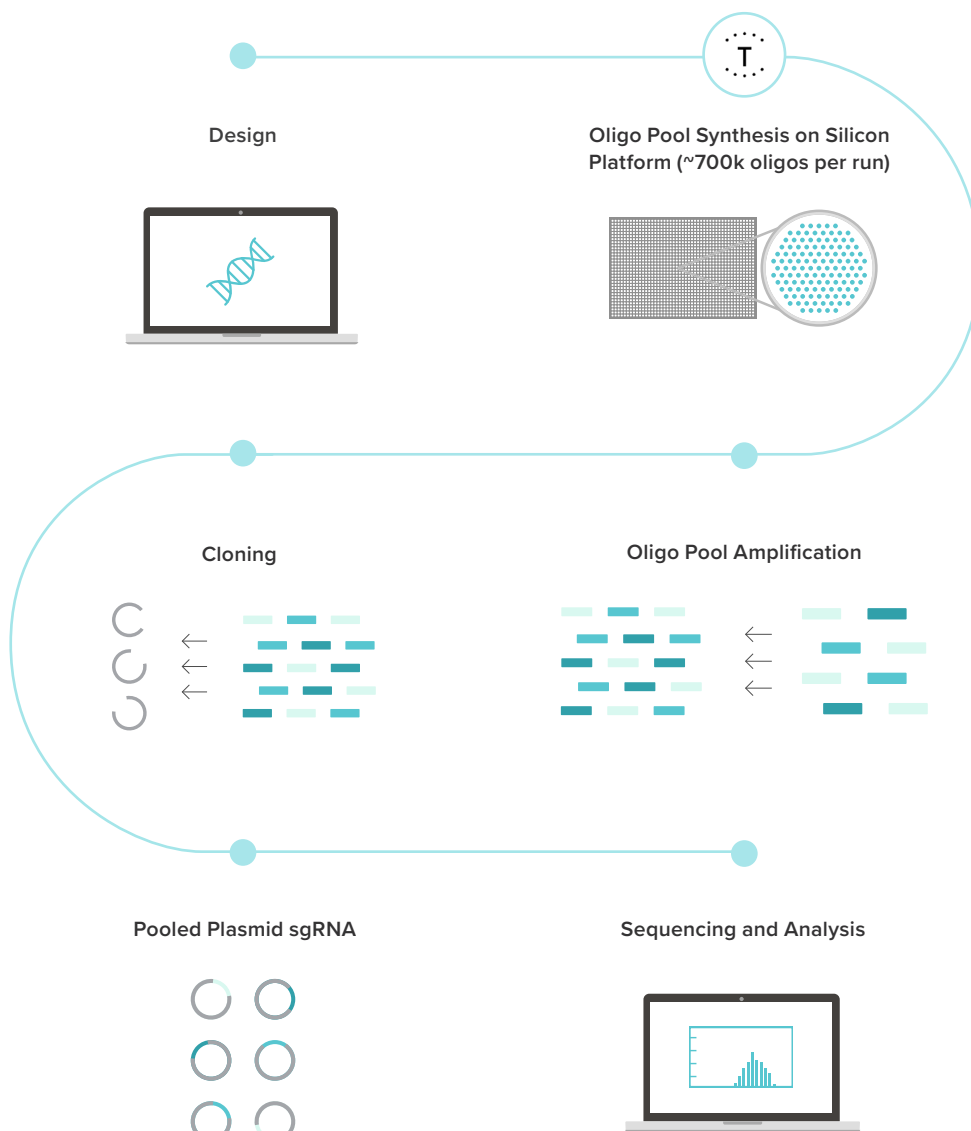 T
Design
Oligo Pool Synthesis on Silicon
Platform (~700k oligos per run)
Cloning
Oligo Pool Amplification
Pooled Plasmid sgRNA
Sequencing and Analysis